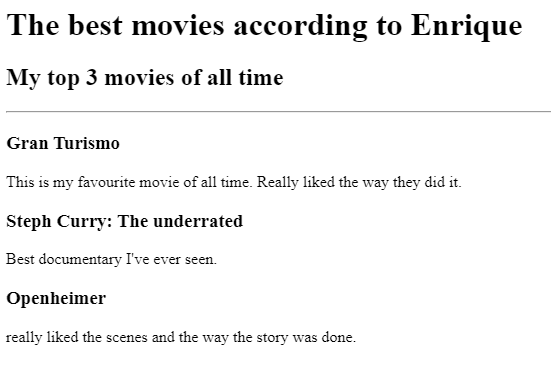 The best movies according to Enrique
My top 3 movies of all time
Gran Turismo
This is my favourite movie of all time. Really liked the way they did it.
Steph Curry: The underrated
Best documentary I've ever seen.
Openheimer
really liked the scenes and the way the story was done.